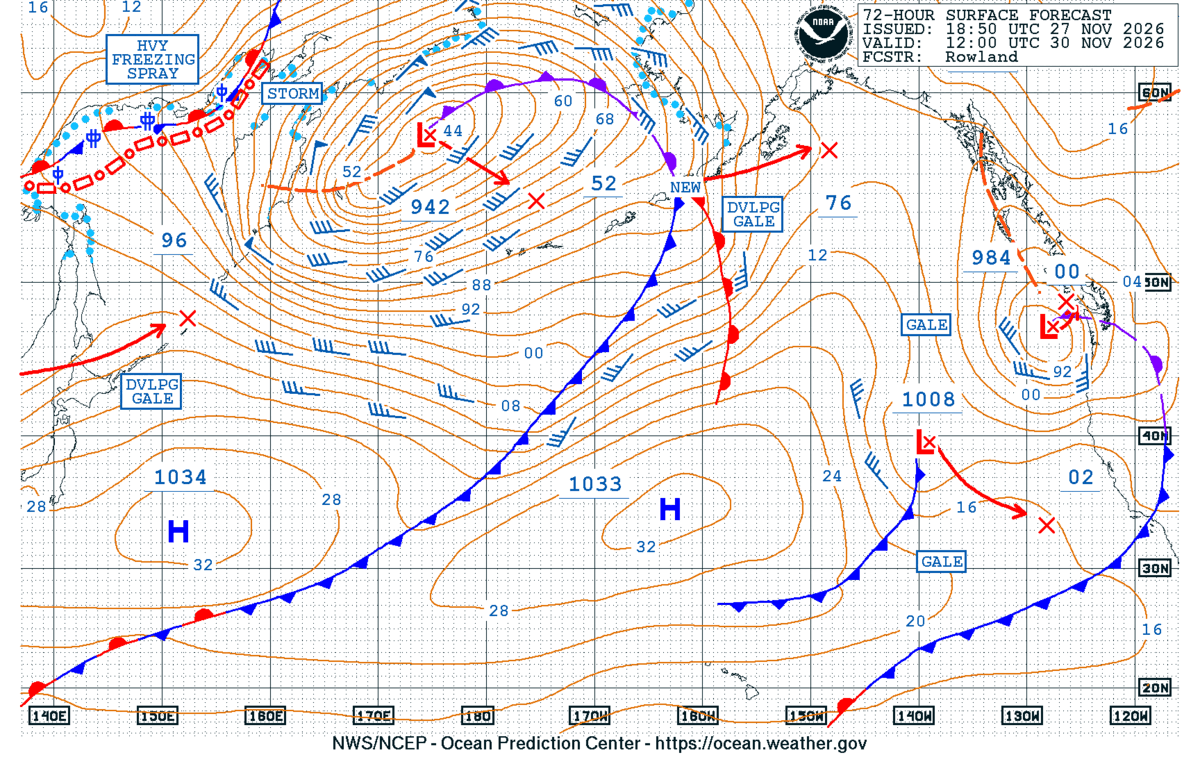 16
12
HVY
FREEZING
SPRAY
STORM
NOAA
72-HOUR SURFACE FORECAST
ISSUED: 18:50 UTC 27 NOV 2026
VALID: 12:00 UTC 30 NOV 2026
FCSTR: Rowland
60N
60
68
16
L
44
52
52
NEW
942
DVLPG
GALE
76
96
76
12
984
00
04
50N
88
92
L
GALE
00
92
00
DVLPG
GALE
08
1008
40N
L
1034
28
28
1033
24
02
16
H
H
32
32
GALE
30N
28
20
16
20N
140E
150E
160E
170E
180
170W
160W
150W
140W
130W
120W
NWS/NCEP - Ocean Prediction Center - https://ocean.weather.gov